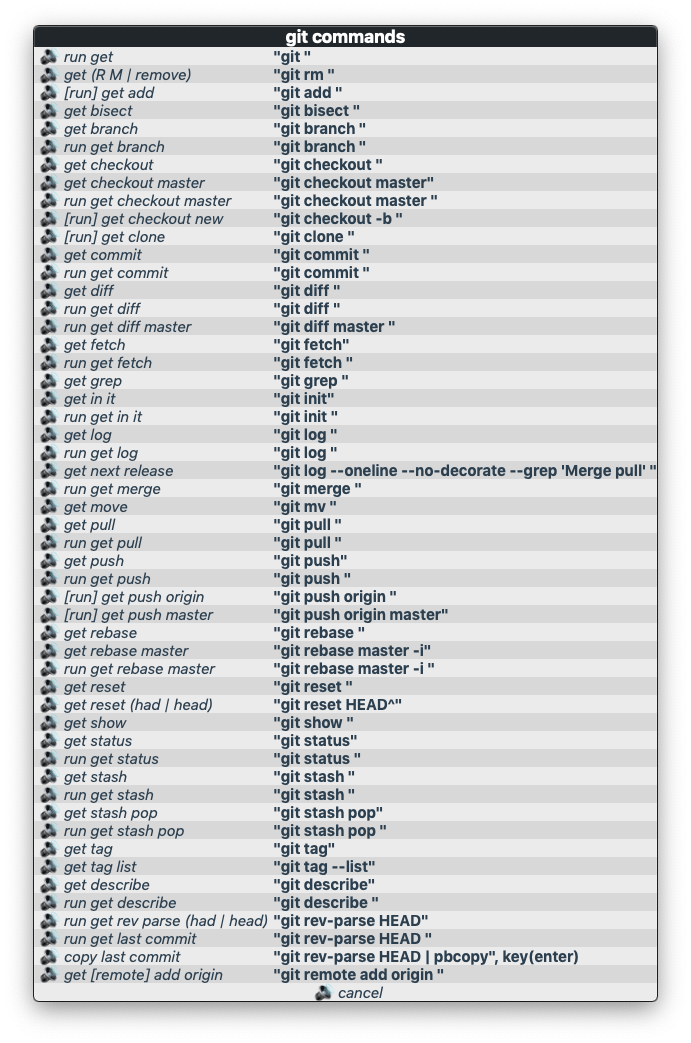 git commands
run get "git "
get (R M | remove) "git rm "
[run] get add "git add "
get bisect "git bisect "
get branch "git branch "
run get branch "git branch "
get checkout "git checkout "
get checkout master "git checkout master"
run get checkout master "git checkout master "
[run] get checkout new "git checkout -b "
[run] get clone "git clone "
get commit "git commit "
run get commit "git commit "
get diff "git diff "
run get diff "git diff "
run get diff master "git diff master "
get fetch "git fetch"
run get fetch "git fetch "
get grep "git grep "
get in it "git init"
run get in it "git init "
get log "git log "
run get log "git log "
get next release "git log --oneline --no-decorate --grep 'Merge pull' "
run get merge "git merge "
get move "git mv "
get pull "git pull "
run get pull "git pull "
get push "git push"
run get push "git push "
[run] get push origin "git push origin "
[run] get push master "git push origin master"
get rebase "git rebase "
get rebase master "git rebase master -i"
run get rebase master "git rebase master -i "
get reset "git reset "
get reset (had | head) "git reset HEAD^"
get show "git show "
get status "git status"
run get status "git status "
get stash "git stash "
run get stash "git stash "
get stash pop "git stash pop"
run get stash pop "git stash pop "
get tag "git tag"
get tag list "git tag --list"
get describe "git describe"
run get describe "git describe "
run get rev parse (had | head) "git rev-parse HEAD"
run get last commit "git rev-parse HEAD "
copy last commit "git rev-parse HEAD | pbcopy", key(enter)
get [remote] add origin "git remote add origin "
cancel